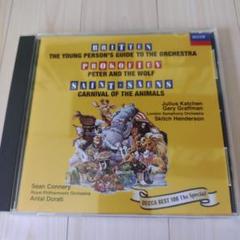 DECCA
BRITTEN
THE YOUNG PERSON'S GUIDE TO THE ORCHESTRA
PROKOFIEV
PETER AND THE WOLF
SAINT-SAËNS
CARNIVAL OF THE ANIMALS
Julius Katchen
Gary Graffman
London Symphony Orchestra
Skitch Henderson
Sean Connery
Royal Philharmonic Orchestra
Antal Dorati
DECCA BEST 100 The Special